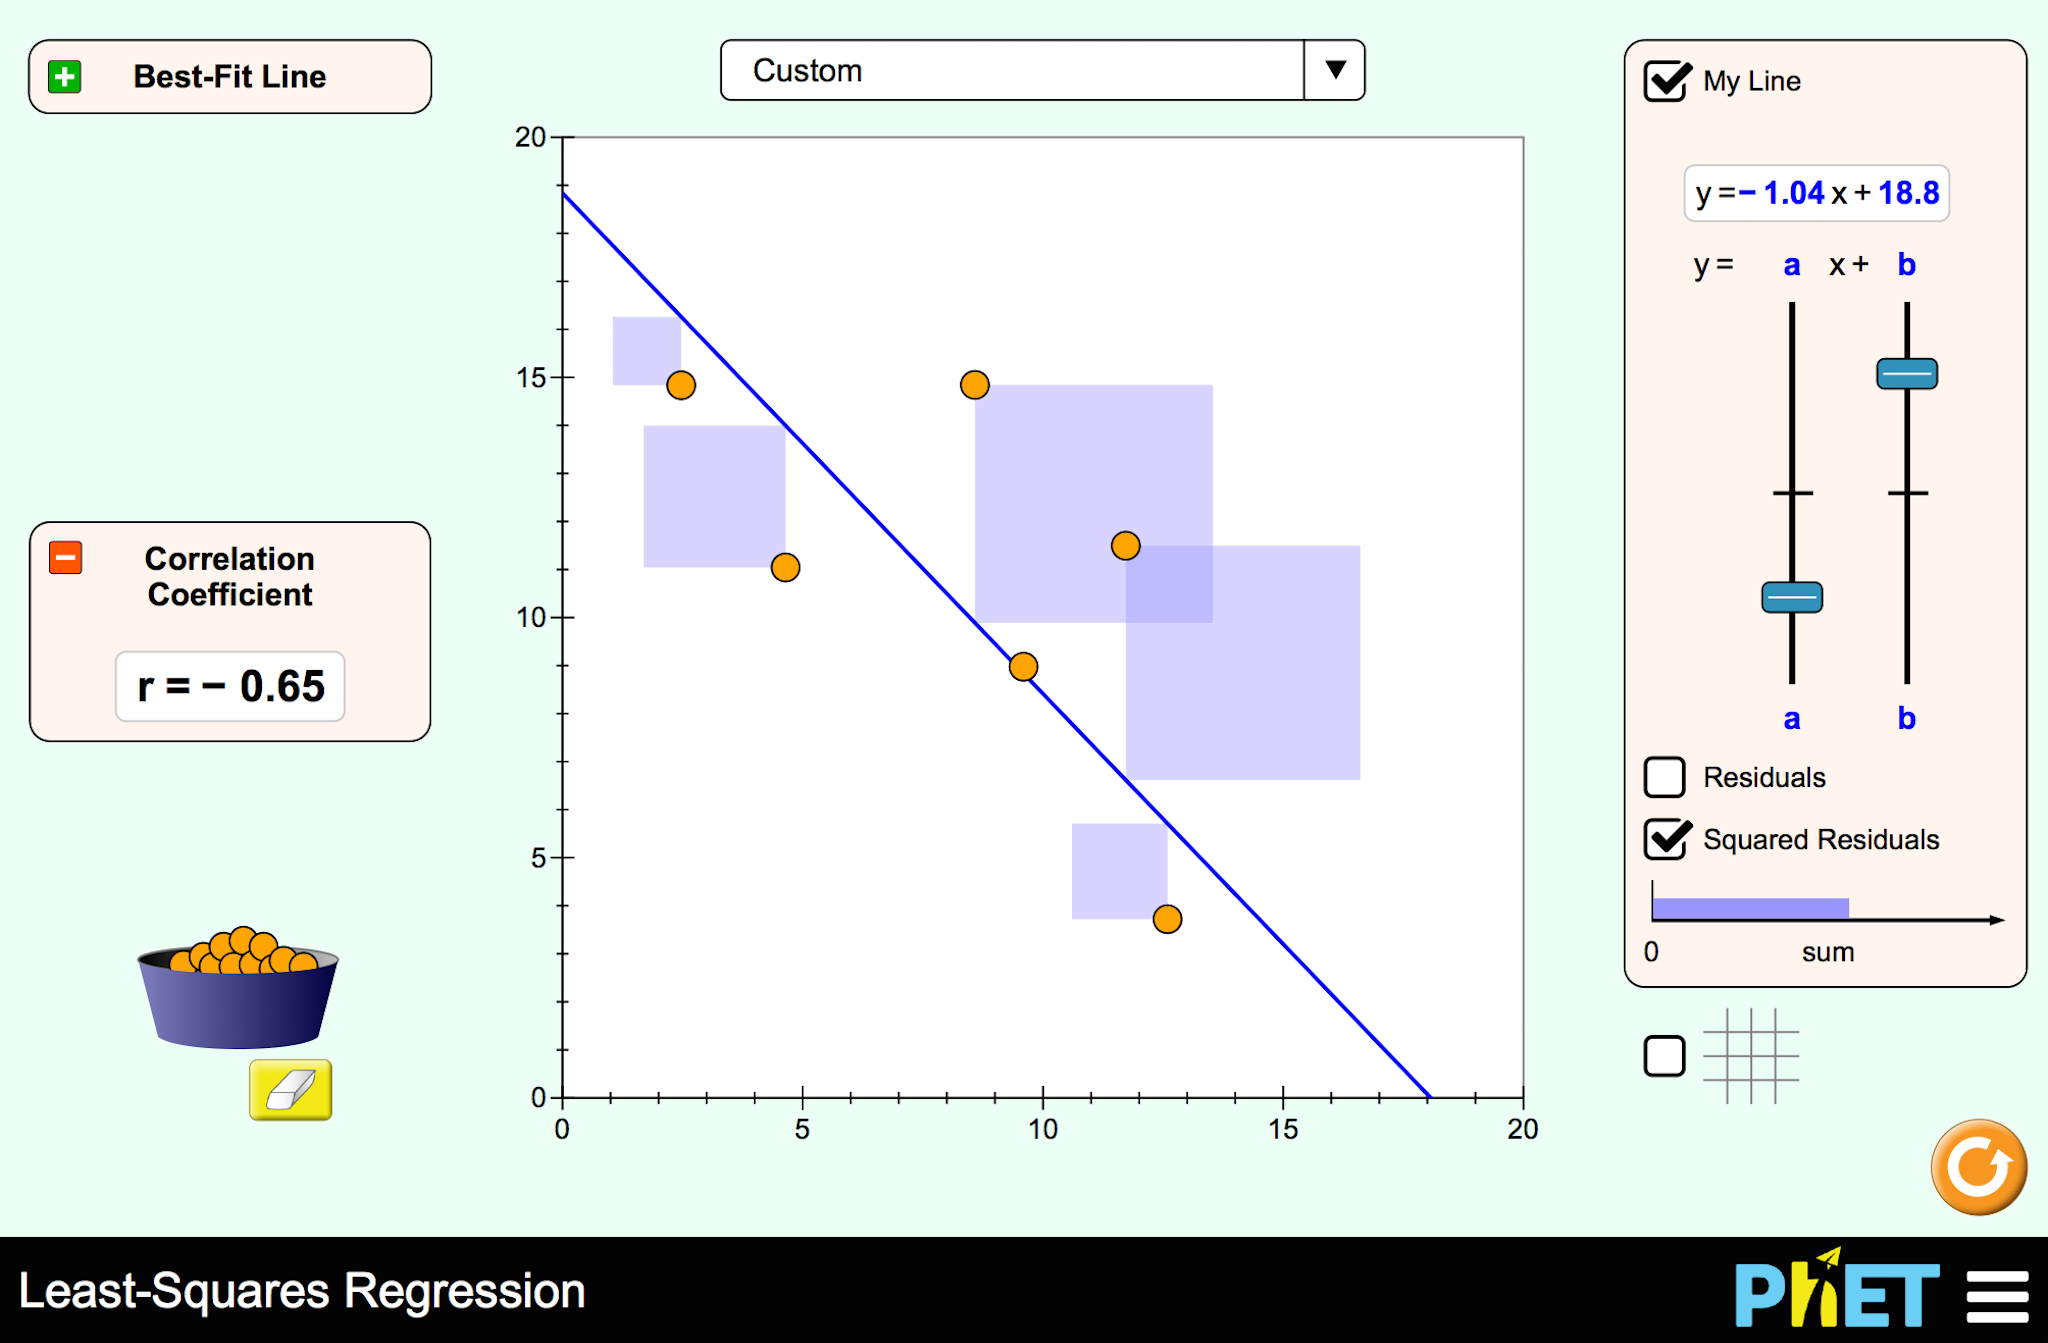 Best-Fit Line
Custom
My Line
y = − 1.04 x + 18.8
y = a x + b
a b
Residuals
Squared Residuals
0 sum
Correlation
Coefficient
r = − 0.65
20
15
10
5
0
0 5 10 15 20
Least-Squares Regression
PhET